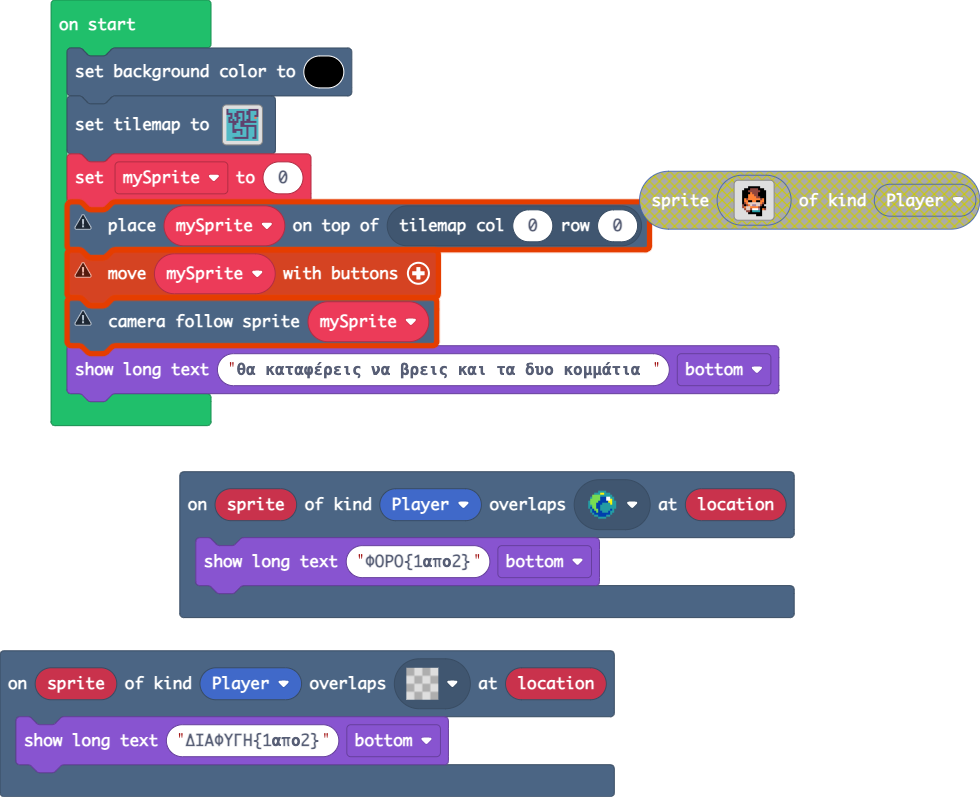 on start
set background color to
set tilemap to
set mySprite to 0
sprite of kind Player
place mySprite on top of tilemap col 0 row 0
move mySprite with buttons
camera follow sprite mySprite
show long text "θα καταφέρεις να βρεις και τα δυο κομμάτια " bottom
on sprite of kind Player overlaps at location
show long text "ΦΟΡΟ{1απο2}" bottom
on sprite of kind Player overlaps at location
show long text "ΔΙΑΦΥΓΗ{1απο2}" bottom